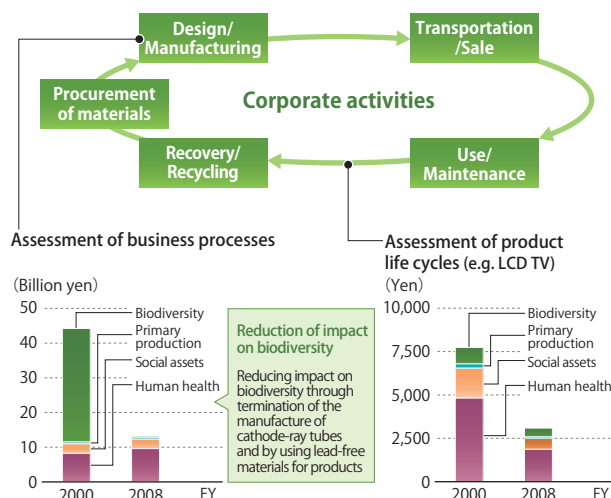 Design/
Manufacturing
Transportation
/Sale
Procurement
of materials
Corporate activities
Recovery/
Recycling
Use/
Maintenance
Assessment of business processes
Assessment of product
life cycles (e.g. LCD TV)
(Billion yen)
50
40
30
20
10
0
Biodiversity
Primary
production
Social assets
Human health
2000
2008
FY
Reduction of impact
on biodiversity
Reducing impact on
biodiversity through
termination of the
manufacture of
cathode-ray tubes
and by using lead-free
materials for products
(Yen)
10,000
7,500
5,000
2,500
0
Biodiversity
Primary
production
Social assets
Human health
2000
2008
FY